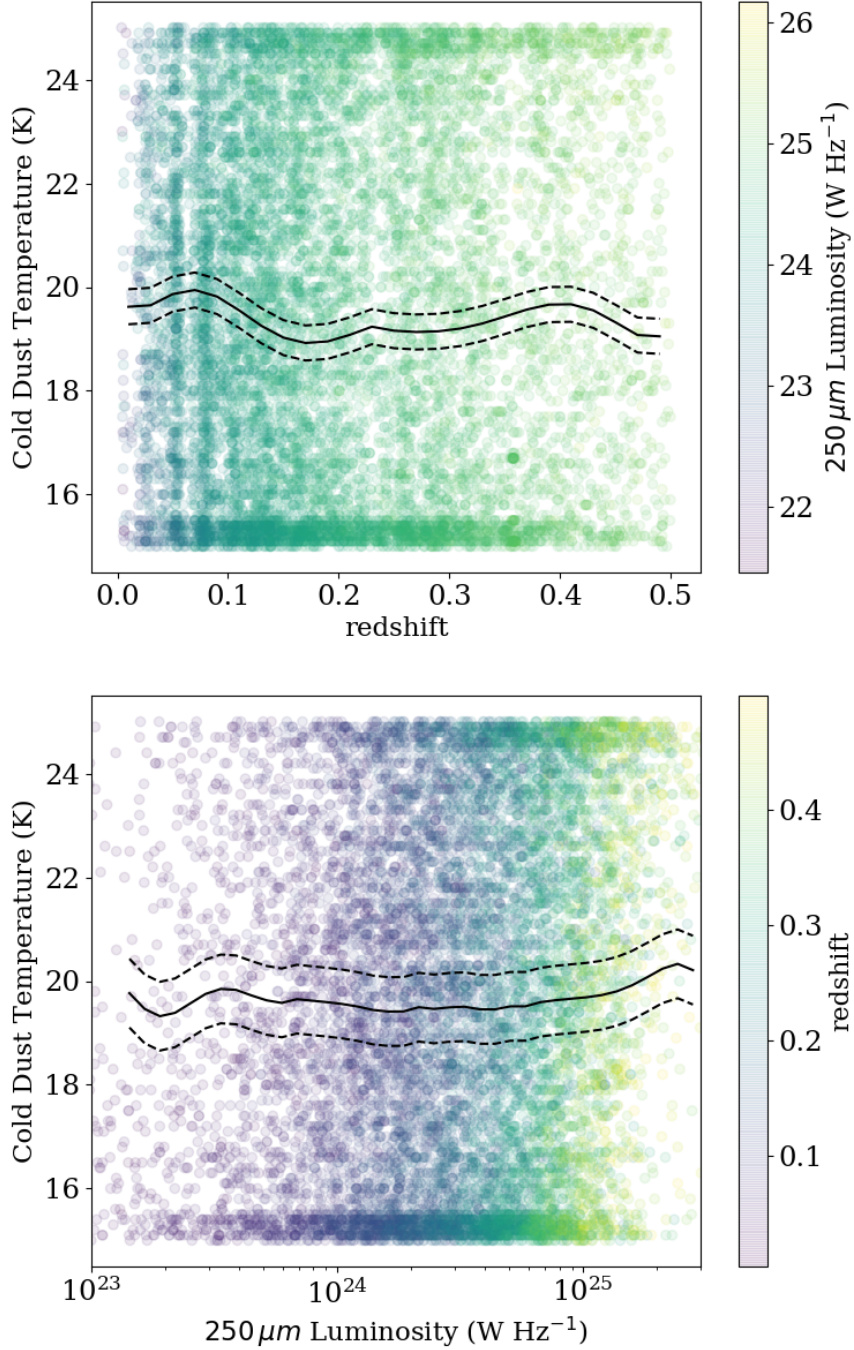 24
22
20
18
16
Cold Dust Temperature (K)
0.0 0.1 0.2 0.3 0.4 0.5
redshift
26
25
24
23
22
250 μm Luminosity (W Hz⁻¹)
24
22
20
18
16
Cold Dust Temperature (K)
10²³ 10²⁴ 10²⁵
250 μm Luminosity (W Hz⁻¹)
0.4
0.3
0.2
0.1
redshift